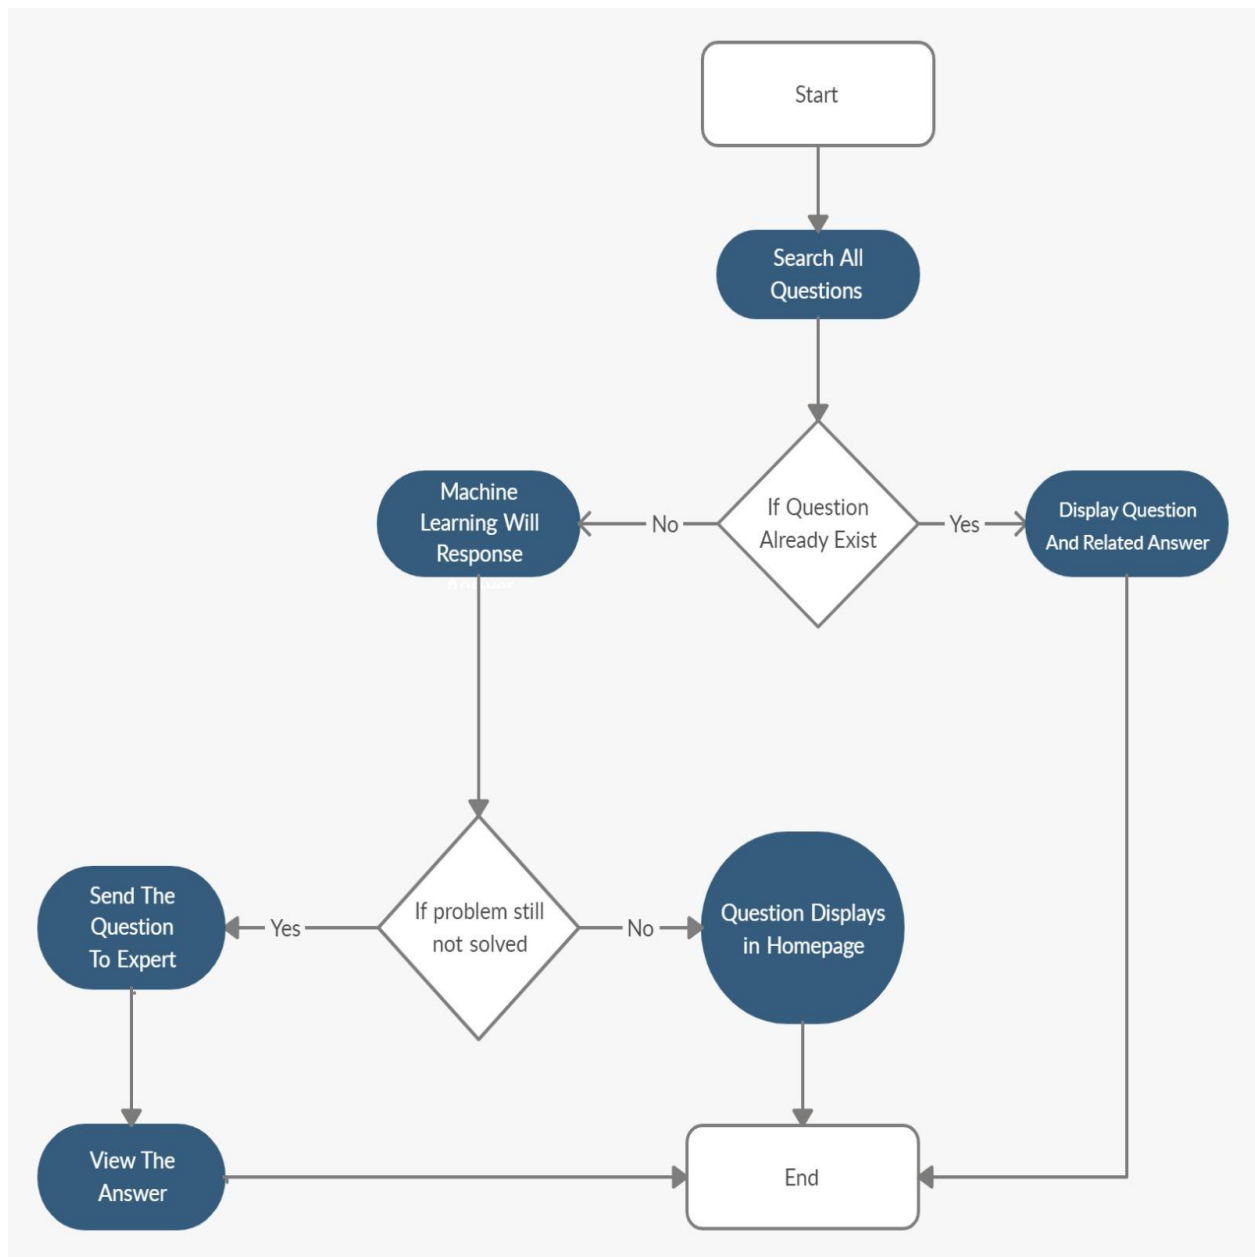 Start
Search All
Questions
If Question
Already Exist
No
Yes
Machine
Learning Will
Response
Display Question
And Related Answer
If problem still
not solved
Yes
No
Send The
Question
To Expert
Question Displays
in Homepage
View The
Answer
End